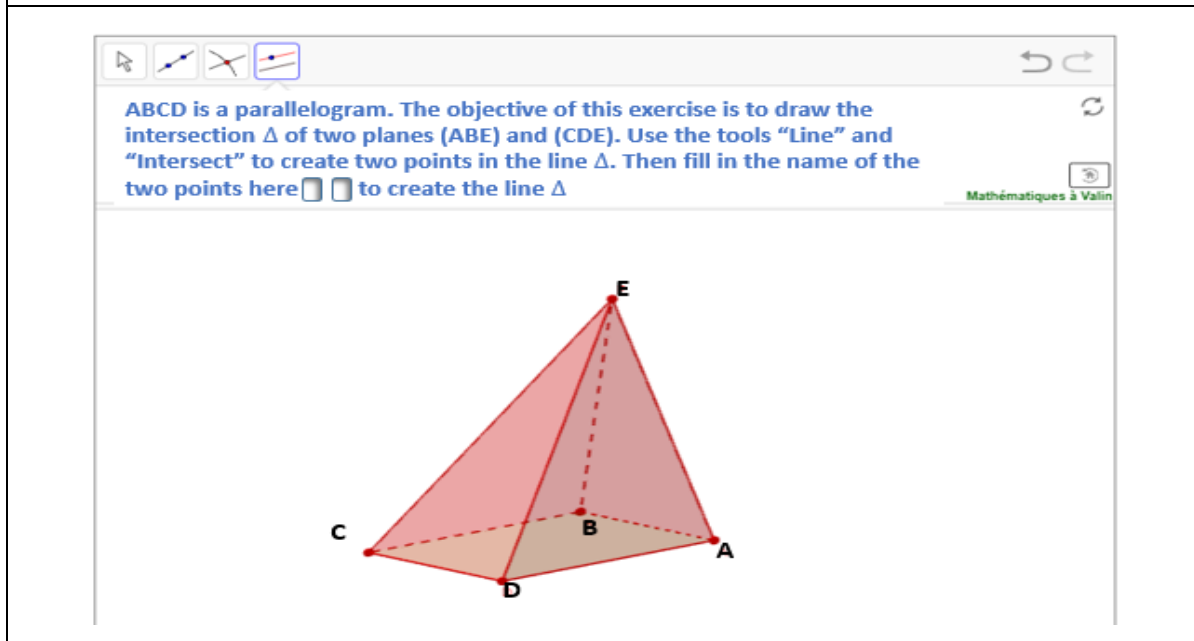 ABCD is a parallelogram. The objective of this exercise is to draw the
intersection Δ of two planes (ABE) and (CDE). Use the tools “Line” and
“Intersect” to create two points in the line Δ. Then fill in the name of the
two points here to create the line Δ
Mathématiques à Valin
E
C
B
A
D